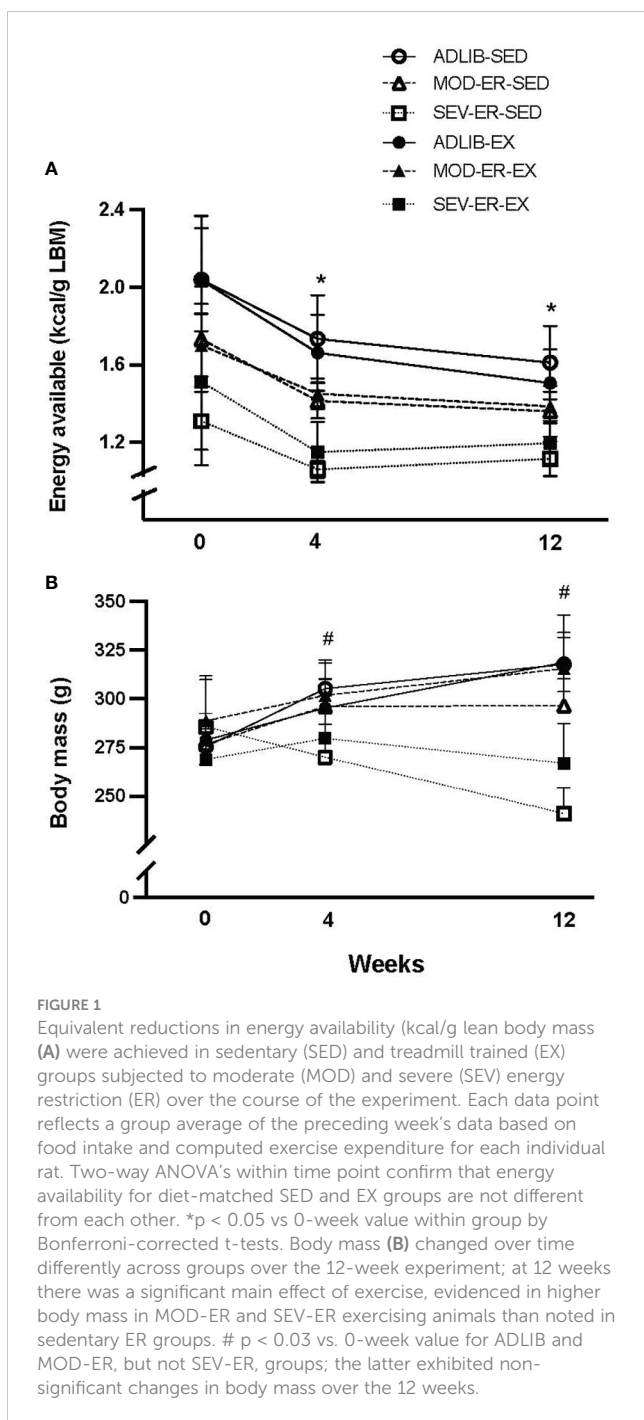 ADLIB-SED
MOD-ER-SED
SEV-ER-SED
ADLIB-EX
MOD-ER-EX
SEV-ER-EX
A
Energy available (kcal/g LBM)
2.4
2.0
1.6
1.2
* *
0 4 12
B
Body mass (g)
350
325
300
275
250
0
# #
0 4 12
Weeks
FIGURE 1
Equivalent reductions in energy availability (kcal/g lean body mass
(A) were achieved in sedentary (SED) and treadmill trained (EX)
groups subjected to moderate (MOD) and severe (SEV) energy
restriction (ER) over the course of the experiment. Each data point
reflects a group average of the preceding week's data based on
food intake and computed exercise expenditure for each individual
rat. Two-way ANOVA's within time point confirm that energy
availability for diet-matched SED and EX groups are not different
from each other. *p < 0.05 vs 0-week value within group by
Bonferroni-corrected t-tests. Body mass (B) changed over time
differently across groups over the 12-week experiment; at 12 weeks
there was a significant main effect of exercise, evidenced in higher
body mass in MOD-ER and SEV-ER exercising animals than noted in
sedentary ER groups. # p < 0.03 vs. 0-week value for ADLIB and
MOD-ER, but not SEV-ER, groups; the latter exhibited non-
significant changes in body mass over the 12 weeks.